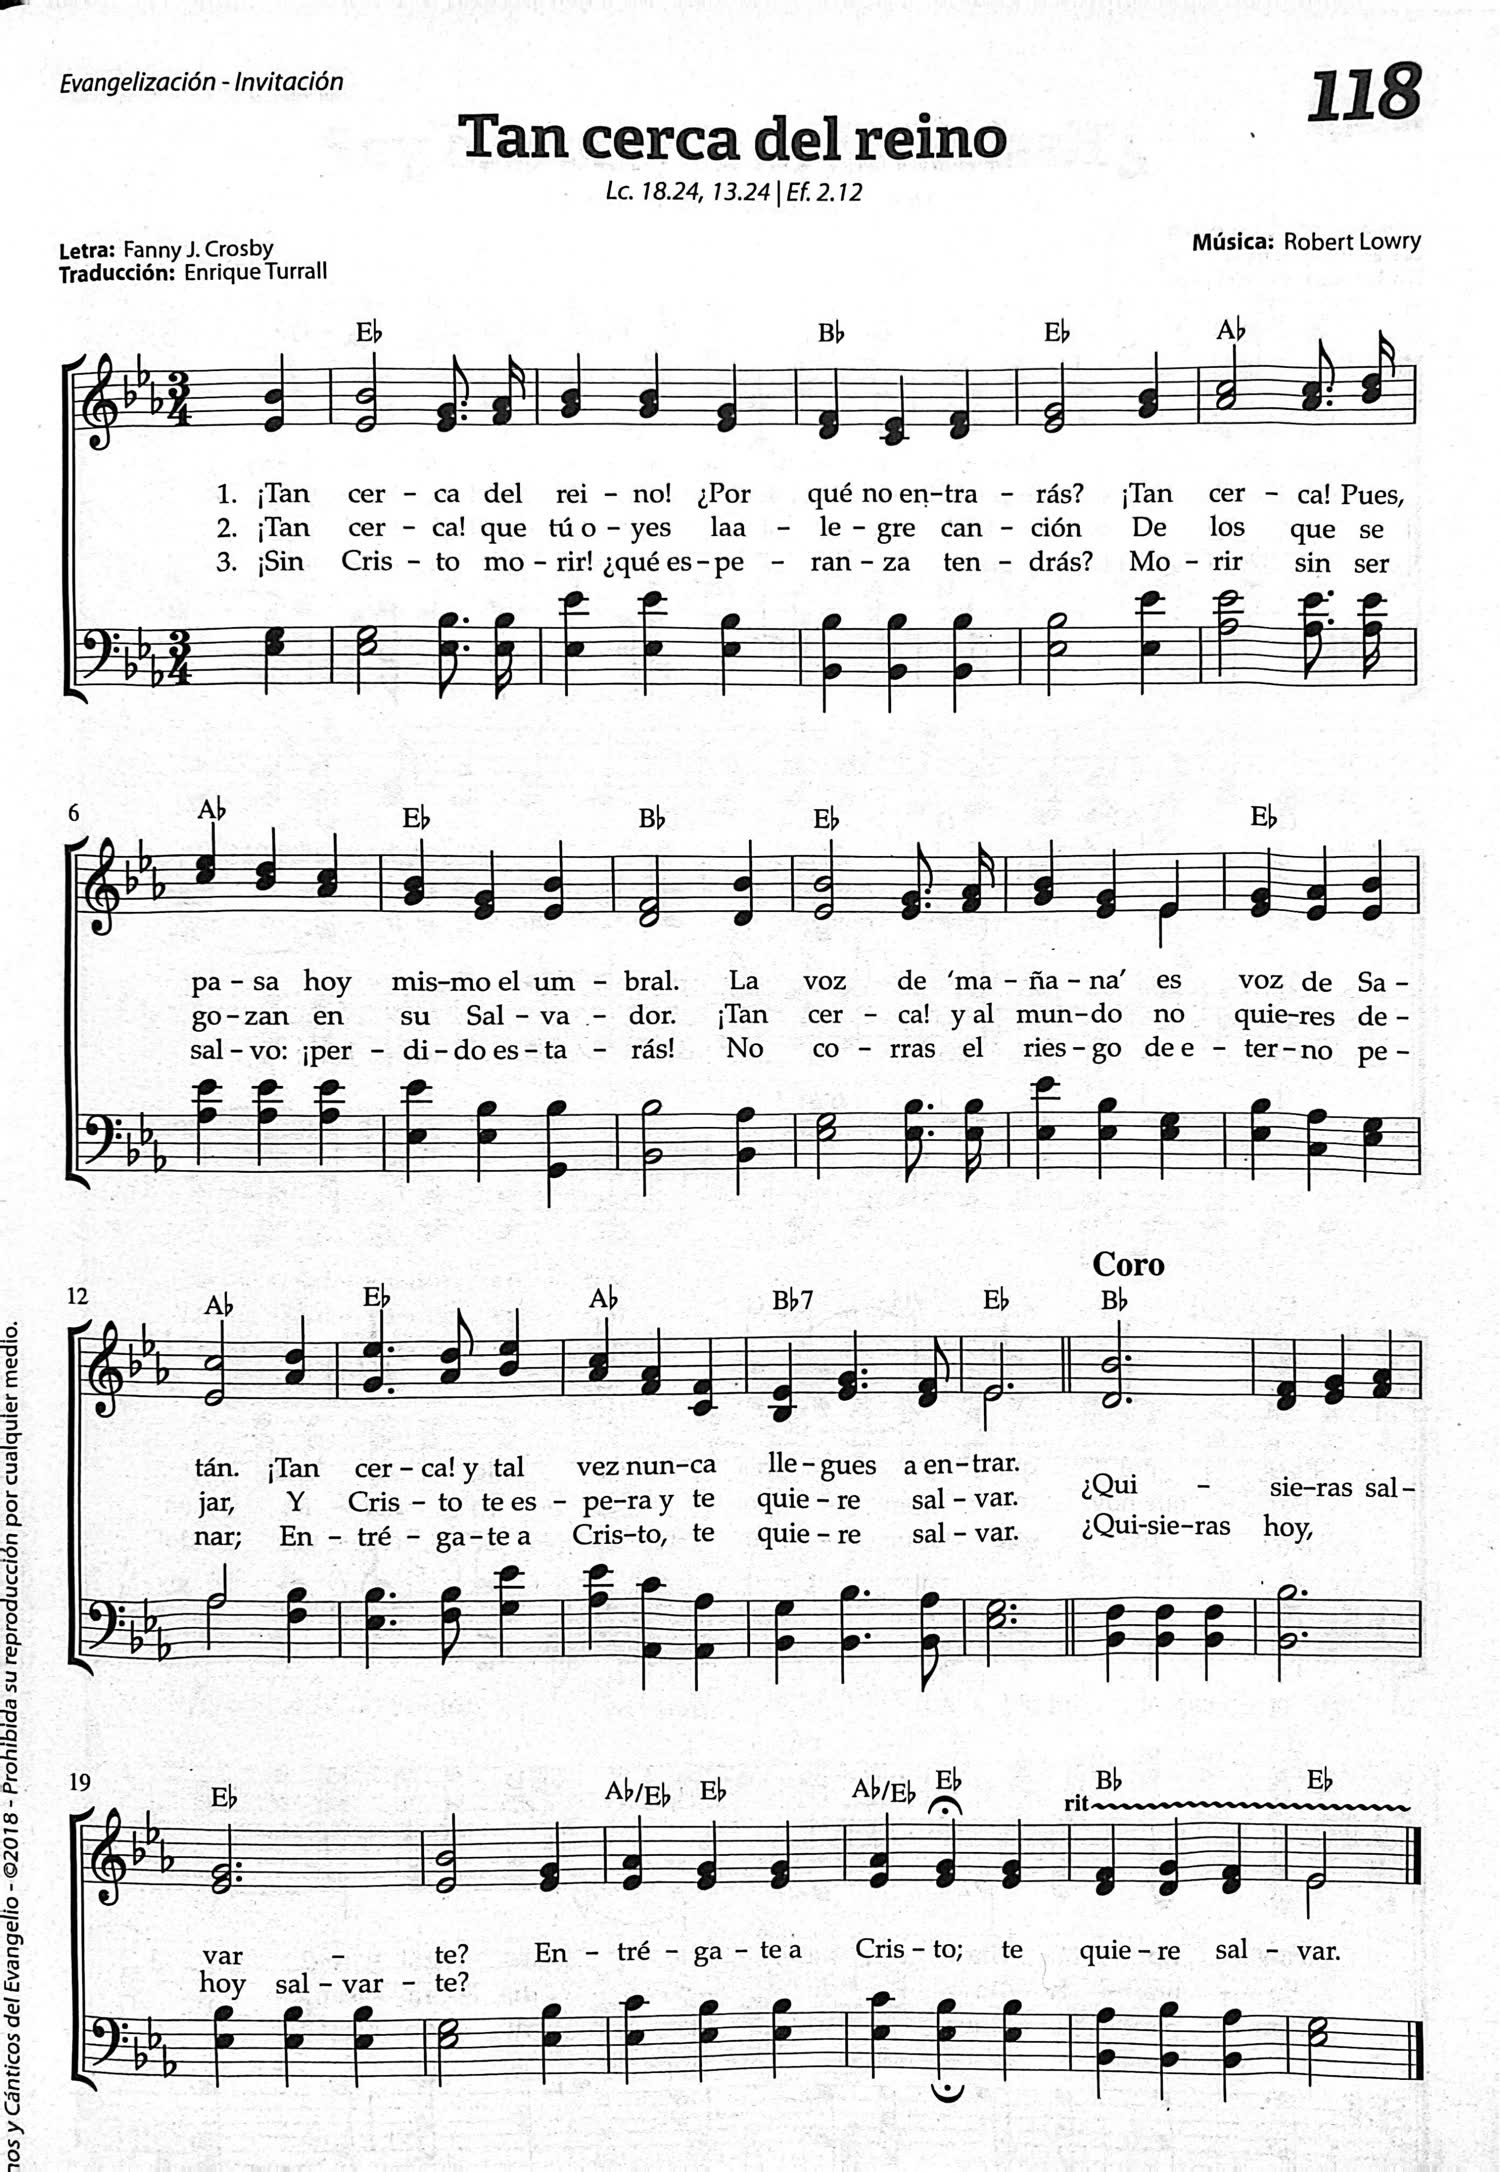 Evangelización - Invitación
118
Tan cerca del reino
Lc. 18.24, 13.24 | Ef. 2.12
Letra: Fanny J. Crosby
Música: Robert Lowry
Traducción: Enrique Turrall
E♭ B♭ E♭ A♭
3/4
1. ¡Tan cer – ca del rei – no! ¿Por qué no en–tra – rás? ¡Tan cer – ca! Pues,
2. ¡Tan cer – ca! que tú o – yes laa – le – gre can – ción De los que se
3. ¡Sin Cris – to mo – rir! ¿qué es–pe – ran – za ten – drás? Mo – rir sin ser
3/4
6
A♭ E♭ B♭ E♭ E♭
pa – sa hoy mis–mo el um – bral. La voz de ‘ma – ña – na’ es voz de Sa –
go – zan en su Sal – va – dor. ¡Tan cer – ca! y al mun – do no quie–res de –
sal – vo: ¡per – di – do es – ta – rás! No co – rras el ries – go de e – ter – no pe –
Coro
12
A♭ E♭ A♭ B♭7 E♭ B♭
tán. ¡Tan cer – ca! y tal vez nun–ca lle – gues a en–trar.
jar, Y Cris – to te es – pe–ra y te quie – re sal – var. ¿Qui – sie–ras sal–
nar; En – tré – ga–te a Cris–to, te quie – re sal – var. ¿Qui-sie–ras hoy,
19
E♭ A♭/E♭ E♭ A♭/E♭ E♭ B♭ E♭
rit
var – te? En – tré – ga – te a Cris – to; te quie – re sal – var.
hoy sal – var – te?
nos y Cánticos del Evangelio - ©2018 - Prohibida su reproducción por cualquier medio.